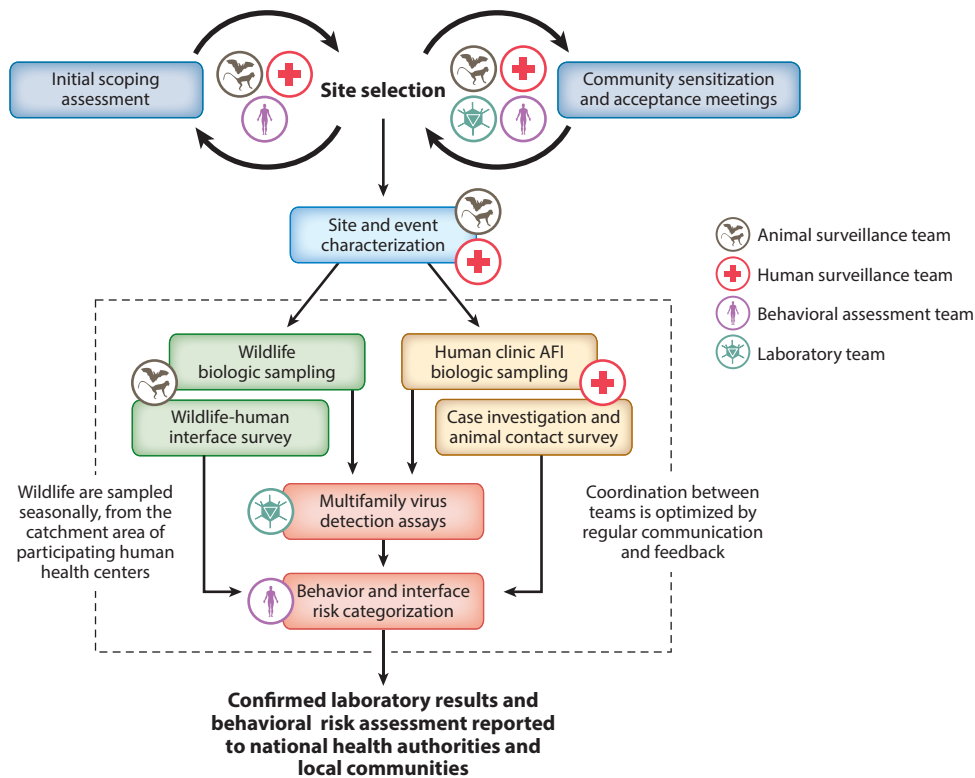 Initial scoping
assessment
Site selection
Community sensitization
and acceptance meetings
Site and event
characterization
Animal surveillance team
Human surveillance team
Behavioral assessment team
Laboratory team
Wildlife
biologic sampling
Human clinic AFI
biologic sampling
Wildlife-human
interface survey
Case investigation and
animal contact survey
Wildlife are sampled
seasonally, from the
catchment area of
participating human
health centers
Multifamily virus
detection assays
Coordination between
teams is optimized by
regular communication
and feedback
Behavior and interface
risk categorization
Confirmed laboratory results and
behavioral risk assessment reported
to national health authorities and
local communities